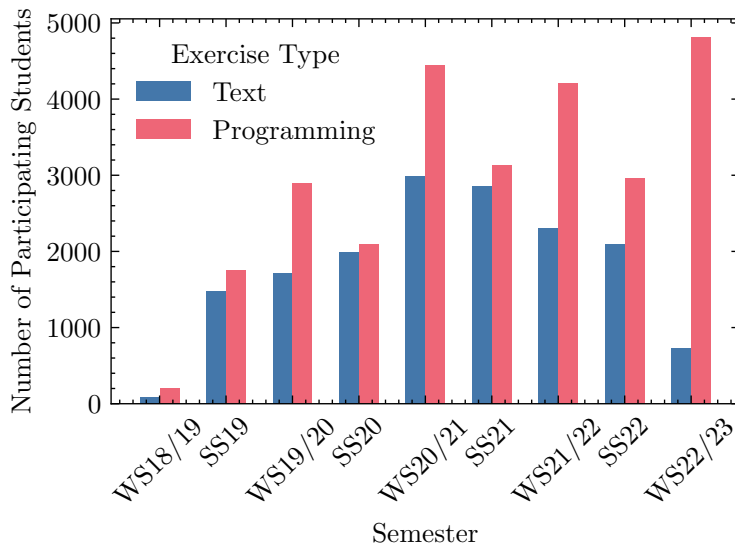 Number of Participating Students
5000
4000
3000
2000
1000
0
Exercise Type
Text
Programming
WS18/19
SS19
WS19/20
SS20
WS20/21
SS21
WS21/22
SS22
WS22/23
Semester